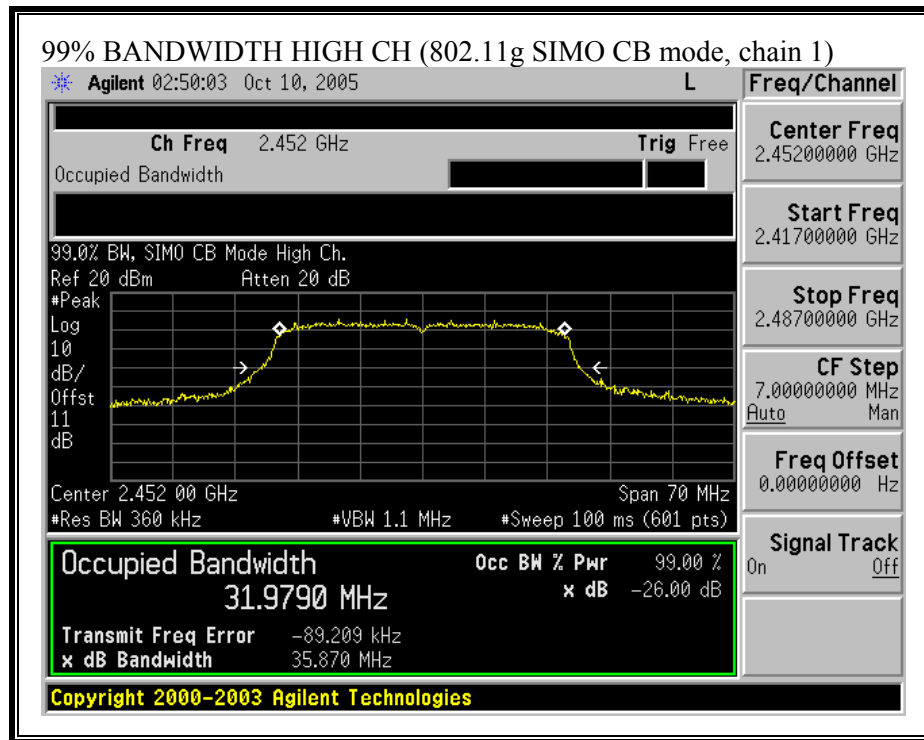 99% BANDWIDTH HIGH CH (802.11g SIMO CB mode, chain 1)
Agilent 02:50:03 Oct 10, 2005 L Freq/Channel
Ch Freq 2.452 GHz Trig Free
Occupied Bandwidth
Center Freq
2.45200000 GHz
Start Freq
2.41700000 GHz
Stop Freq
2.48700000 GHz
CF Step
7.00000000 MHz
Auto Man
Freq Offset
0.00000000 Hz
Signal Track
On Off
99.0% BW, SIMO CB Mode High Ch.
Ref 20 dBm Atten 20 dB
#Peak
Log
10
dB/
Offst
11
dB
Center 2.452 00 GHz Span 70 MHz
#Res BW 360 kHz #VBW 1.1 MHz #Sweep 100 ms (601 pts)
Occupied Bandwidth Occ BW % Pwr 99.00 %
31.9790 MHz x dB -26.00 dB
Transmit Freq Error -89.209 kHz
x dB Bandwidth 35.870 MHz
Copyright 2000-2003 Agilent Technologies